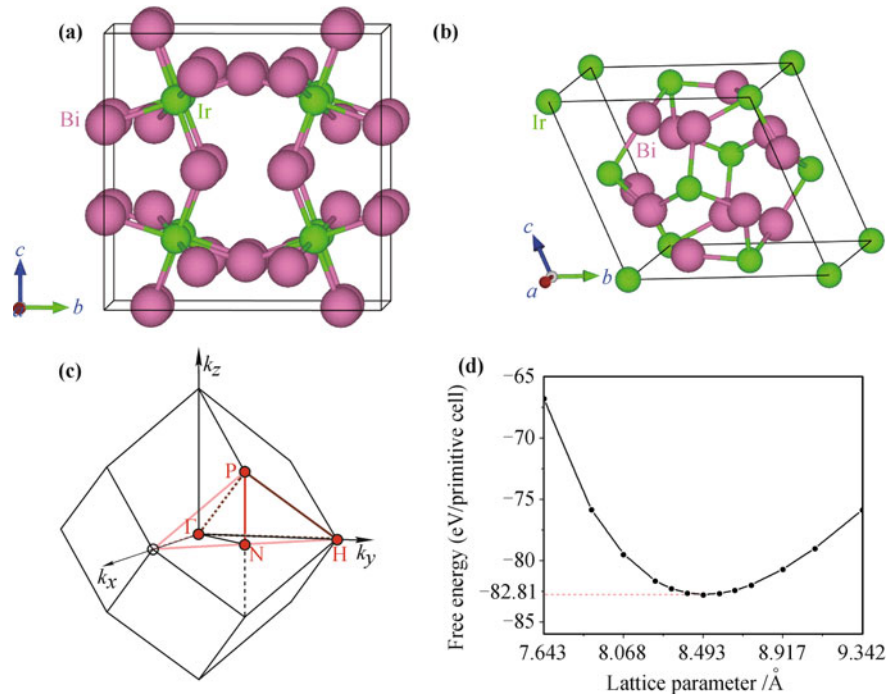 (a)
Bi
Ir
c
a
b
(b)
Ir
Bi
c
a
b
(c)
kz
P
Γ
N
H
kx
ky
(d)
Free energy (eV/primitive cell)
−65
−70
−75
−80
−82.81
−85
7.643 8.068 8.493 8.917 9.342
Lattice parameter /Å